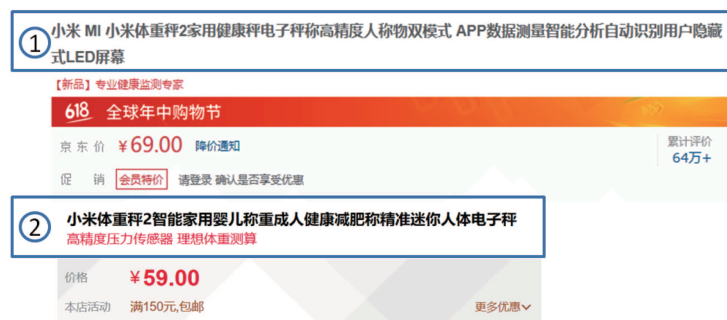 ①
小米 MI 小米体重秤2家用健康秤电子秤称高精度人称物双模式 APP数据测量智能分析自动识别用户隐藏
式LED屏幕
【新品】专业健康监测专家
618 全球年中购物节
京东价 ¥69.00 降价通知
累计评价
64万+
促销 会员特价 请登录 确认是否享受优惠
②
小米体重秤2智能家用婴儿称重成人健康减肥称精准迷你人体电子秤
高精度压力传感器 理想体重测算
价格 ¥59.00
本店活动 满150元,包邮 更多优惠